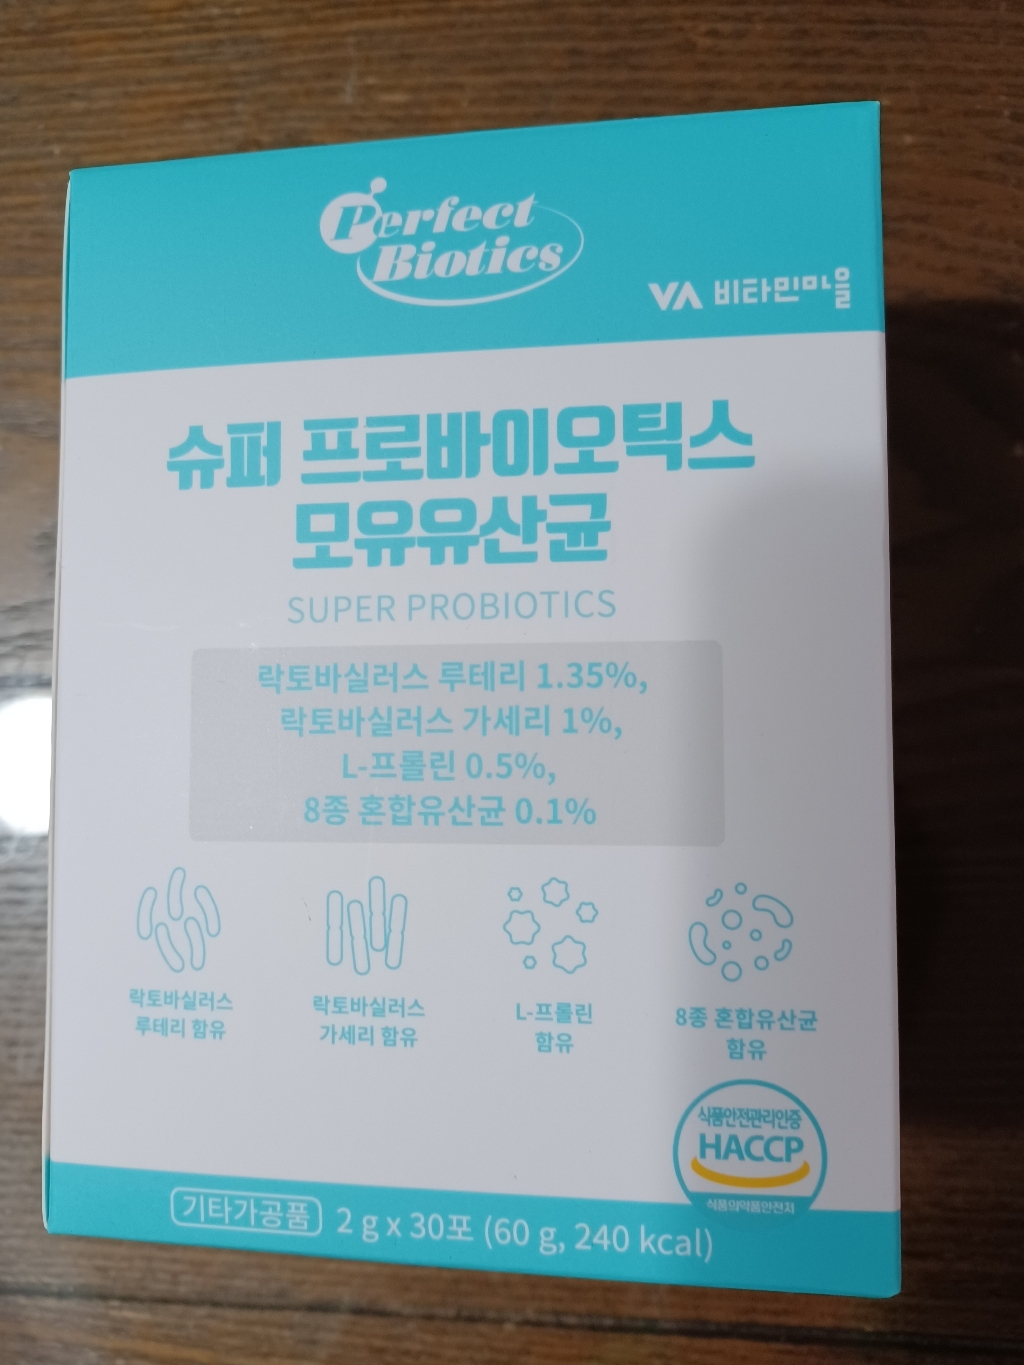 Perfect
Biotics
VA 비타민마을
슈퍼 프로바이오틱스
모유유산균
SUPER PROBIOTICS
락토바실러스 루테리 1.35%,
락토바실러스 가세리 1%,
L-프롤린 0.5%,
8종 혼합유산균 0.1%
락토바실러스
루테리 함유
락토바실러스
가세리 함유
L-프롤린
함유
8종 혼합유산균
함유
식품안전관리인증
HACCP
식품의약품안전처
기타가공품 2 g x 30포 (60 g, 240 kcal)